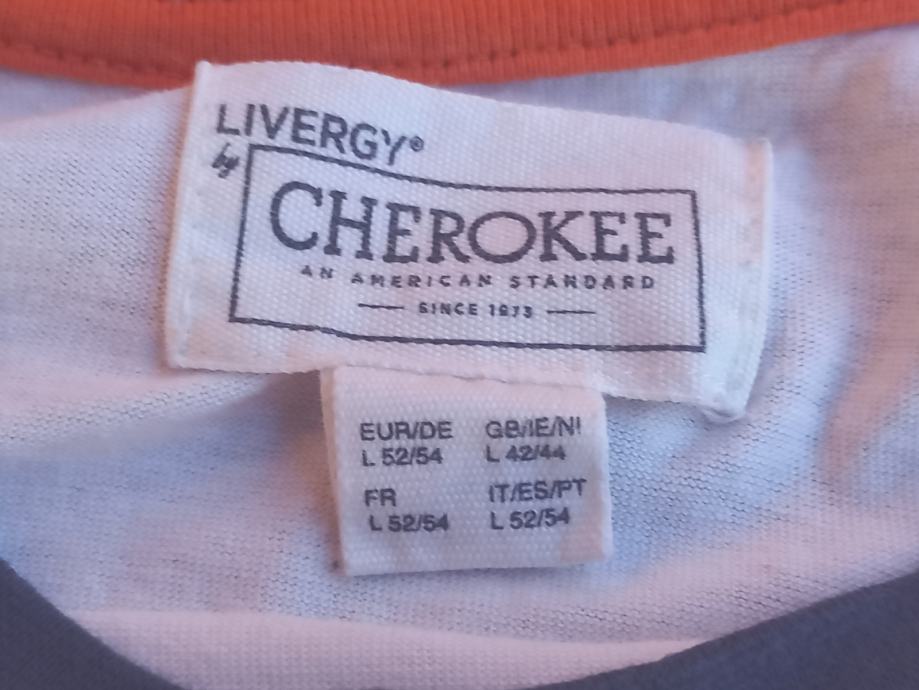 LIVERGY®
by
CHEROKEE
AN AMERICAN STANDARD
SINCE 1973
EUR/DE GB/IE/NI
L 52/54 L 42/44
FR IT/ES/PT
L 52/54 L 52/54